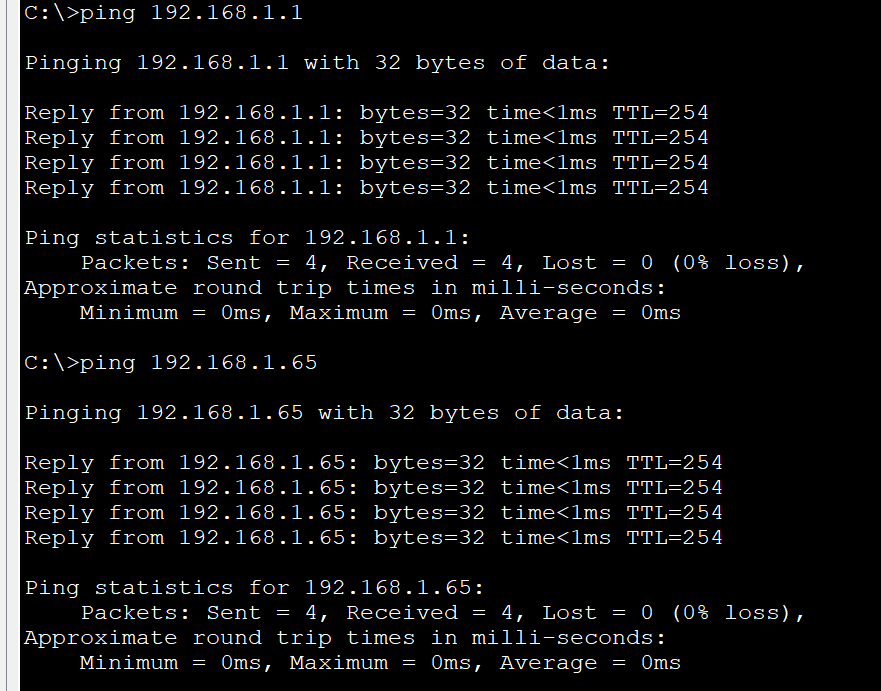 C:\>ping 192.168.1.1
Pinging 192.168.1.1 with 32 bytes of data:
Reply from 192.168.1.1: bytes=32 time<1ms TTL=254
Reply from 192.168.1.1: bytes=32 time<1ms TTL=254
Reply from 192.168.1.1: bytes=32 time<1ms TTL=254
Reply from 192.168.1.1: bytes=32 time<1ms TTL=254
Ping statistics for 192.168.1.1:
    Packets: Sent = 4, Received = 4, Lost = 0 (0% loss),
Approximate round trip times in milli-seconds:
    Minimum = 0ms, Maximum = 0ms, Average = 0ms
C:\>ping 192.168.1.65
Pinging 192.168.1.65 with 32 bytes of data:
Reply from 192.168.1.65: bytes=32 time<1ms TTL=254
Reply from 192.168.1.65: bytes=32 time<1ms TTL=254
Reply from 192.168.1.65: bytes=32 time<1ms TTL=254
Reply from 192.168.1.65: bytes=32 time<1ms TTL=254
Ping statistics for 192.168.1.65:
    Packets: Sent = 4, Received = 4, Lost = 0 (0% loss),
Approximate round trip times in milli-seconds:
    Minimum = 0ms, Maximum = 0ms, Average = 0ms